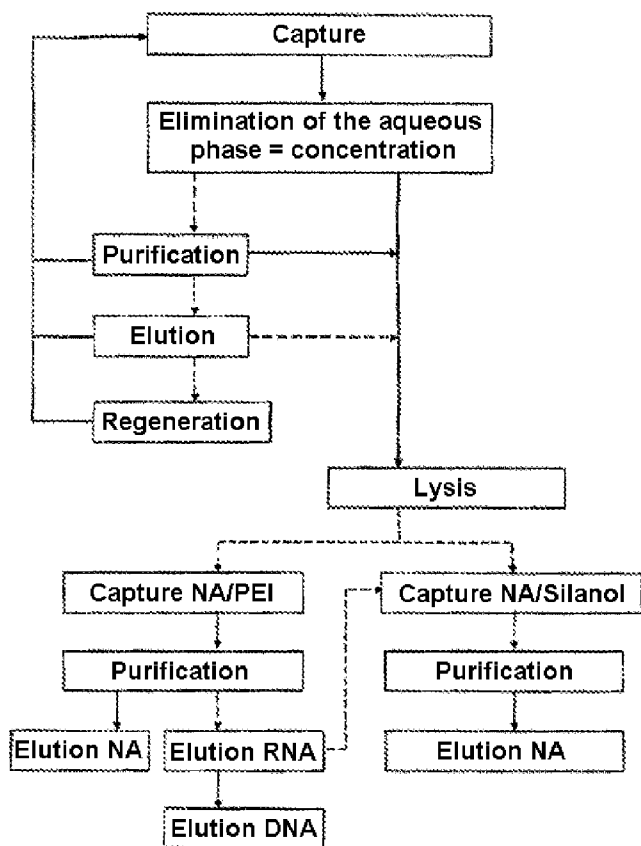 Capture
Elimination of the aqueous
phase = concentration
Purification
Elution
Regeneration
Lysis
Capture NA/PEI
Capture NA/Silanol
Purification
Purification
Elution NA
Elution RNA
Elution NA
Elution DNA